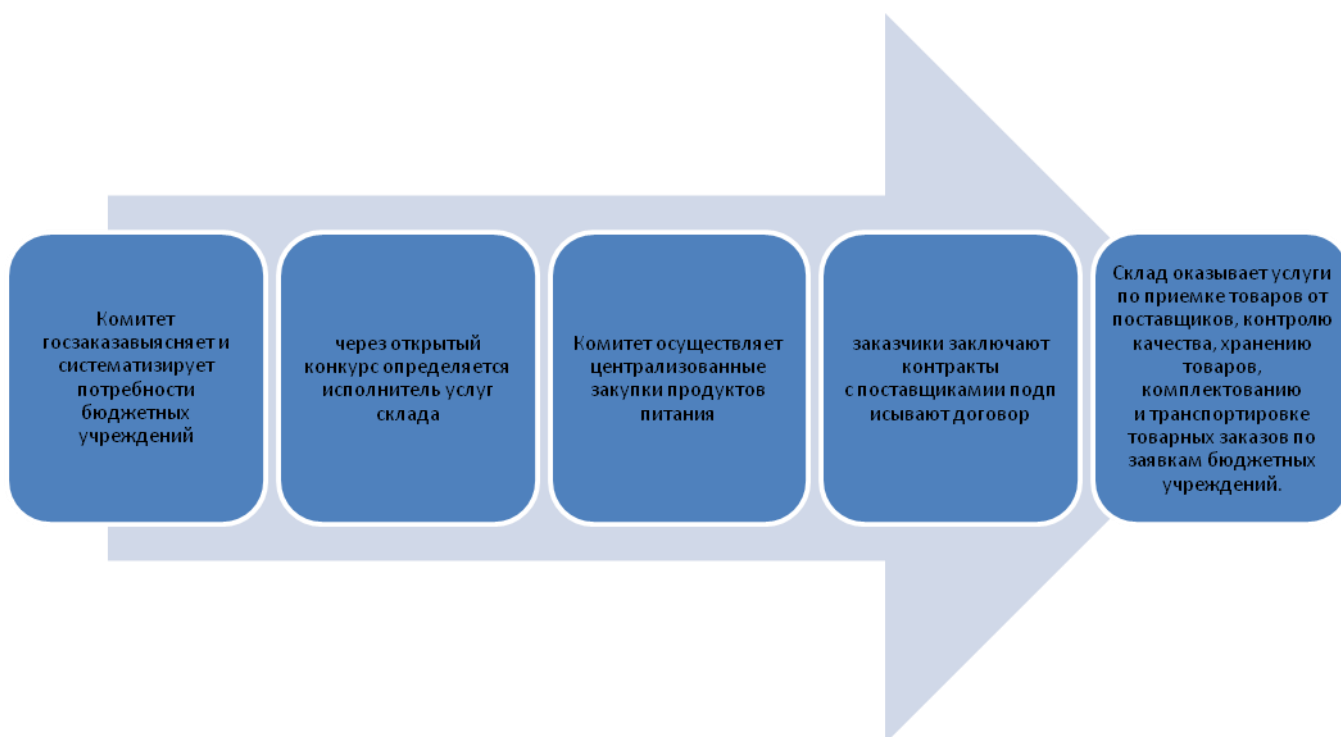 Комитет
госзаказавыясняет и
систематизирует
потребности
бюджетных
учреждений
через открытый
конкурс определяется
исполнитель услуг
склада
Комитет осуществляет
централизованные
закупки продуктов
питания
заказчики заключают
контракты
с поставщикамии подп
исывают договор
Склад оказывает услуги
по приемке товаров от
поставщиков, контролю
качества, хранению
товаров,
комплектованию
и транспортировке
товарных заказов по
заявкам бюджетных
учреждений.